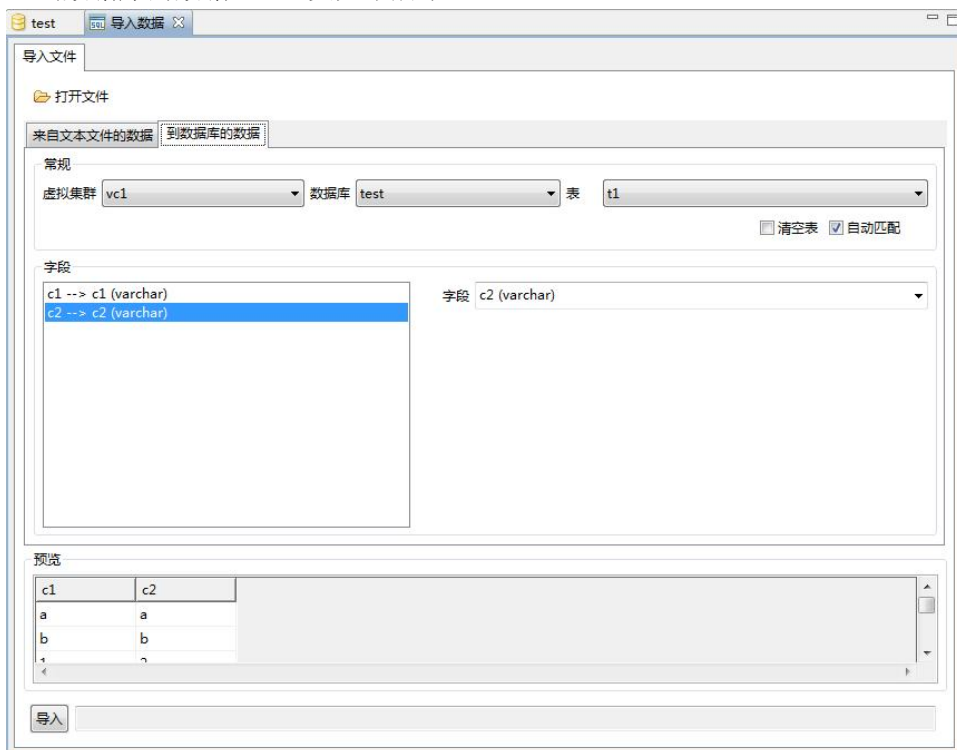 test 导入数据
导入文件
打开文件
来自文本文件的数据 到数据库的数据
常规
虚拟集群 vc1 数据库 test 表 t1
清空表 自动匹配
字段
c1 --> c1 (varchar) 字段 c2 (varchar)
c2 --> c2 (varchar)
预览
c1 c2
a a
b b
导入